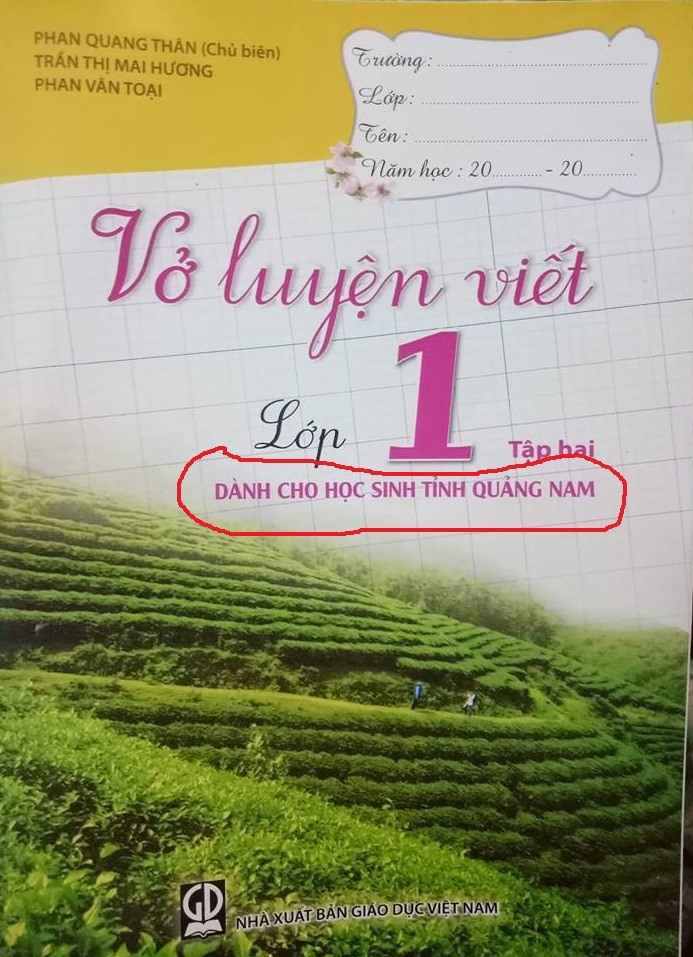 PHAN QUANG THÂN (Chủ biên)
TRẦN THỊ MAI HƯƠNG
PHAN VĂN TOẠI
Trường :
Lớp :
Tên :
Năm học : 20 - 20
Vở luyện viết
Lớp 1 Tập hai
DÀNH CHO HỌC SINH TỈNH QUẢNG NAM
GD
NHÀ XUẤT BẢN GIÁO DỤC VIỆT NAM